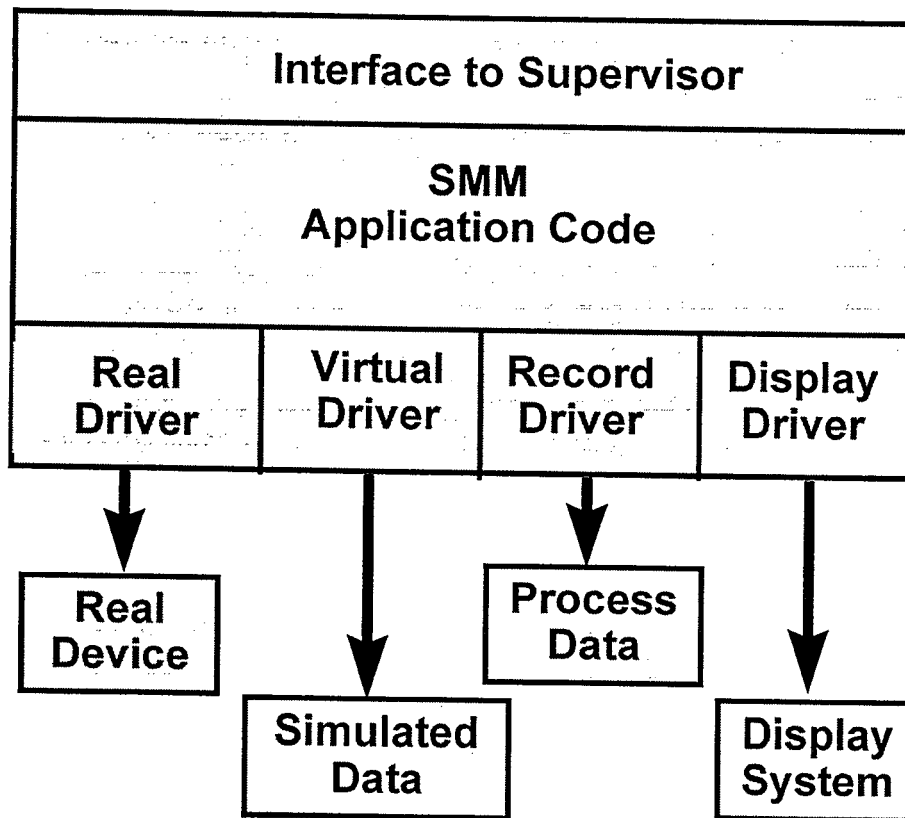 Interface to Supervisor
SMM
Application Code
Real
Driver
Virtual
Driver
Record
Driver
Display
Driver
Real
Device
Process
Data
Simulated
Data
Display
System